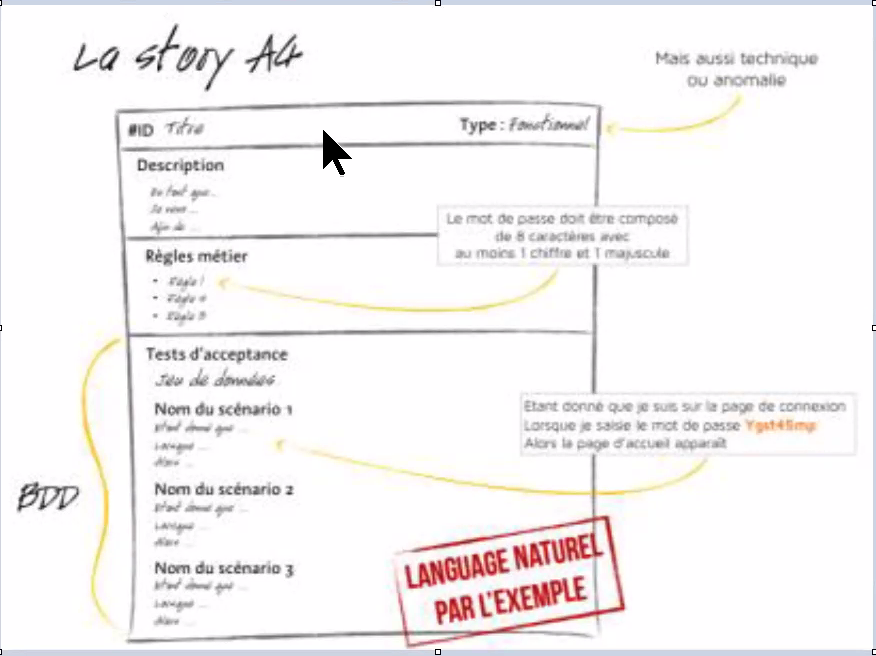 La story A4
Mais aussi technique
ou anomalie
#ID Titre
Type : Fonctionnel
Description
En tant que...
Je veux ...
Afin de ...
Le mot de passe doit être composé
de 8 caractères avec
au moins 1 chiffre et 1 majuscule
Règles métier
• Règle 1
• Règle
• Règle
Tests d'acceptance
Jeu de données
Nom du scénario 1
Etant donné que ...
Lorsque ...
Alors ...
Etant donné que je suis sur la page de connexion
Lorsque je saisie le mot de passe
Alors la page d'accueil apparaît
BDD
Nom du scénario 2
Etant donné que ...
Lorsque ...
Alors ...
Nom du scénario 3
Etant donné que ...
Lorsque ...
Alors ...
LANGUAGE NATUREL
PAR L'EXEMPLE